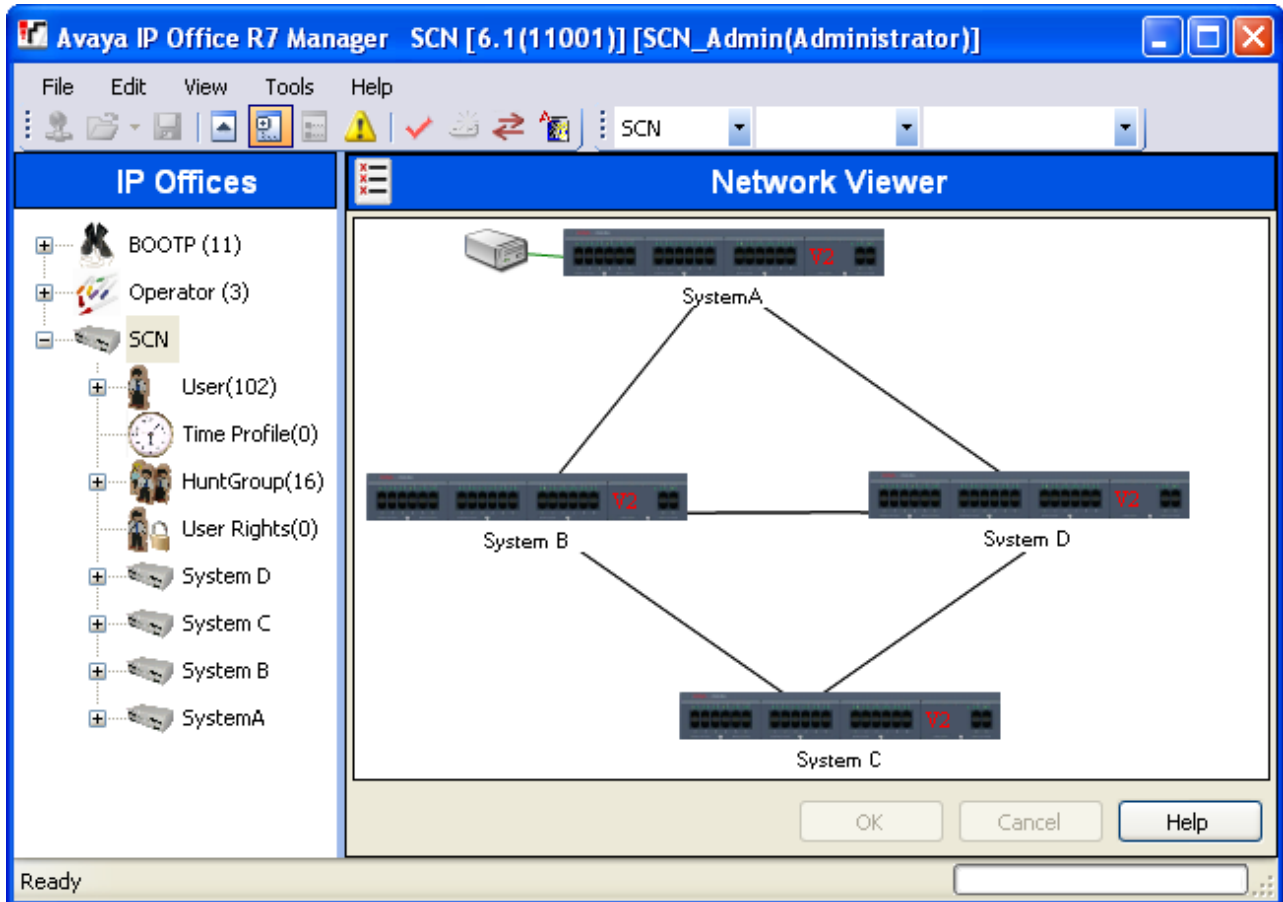 Avaya IP Office R7 Manager SCN [6.1(11001)] [SCN_Admin(Administrator)]
File Edit View Tools Help
SCN
IP Offices
Network Viewer
BOOTP (11)
Operator (3)
SCN
User(102)
Time Profile(0)
HuntGroup(16)
User Rights(0)
System D
System C
System B
SystemA
V2
SystemA
V2
System B
V2
System D
V2
System C
OK Cancel Help
Ready